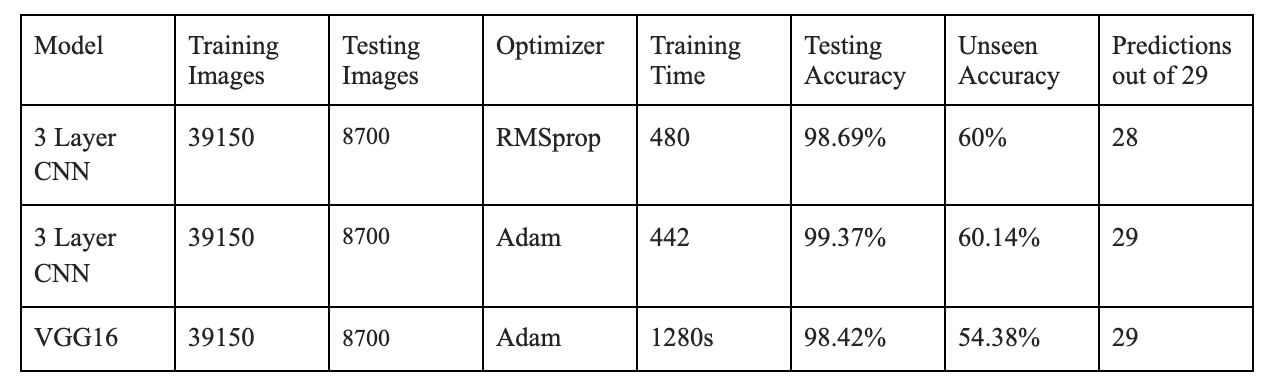 Model Training Images Testing Images Optimizer Training Time Testing Accuracy Unseen Accuracy Predictions out of 29
3 Layer CNN 39150 8700 RMSprop 480 98.69% 60% 28
3 Layer CNN 39150 8700 Adam 442 99.37% 60.14% 29
VGG16 39150 8700 Adam 1280s 98.42% 54.38% 29